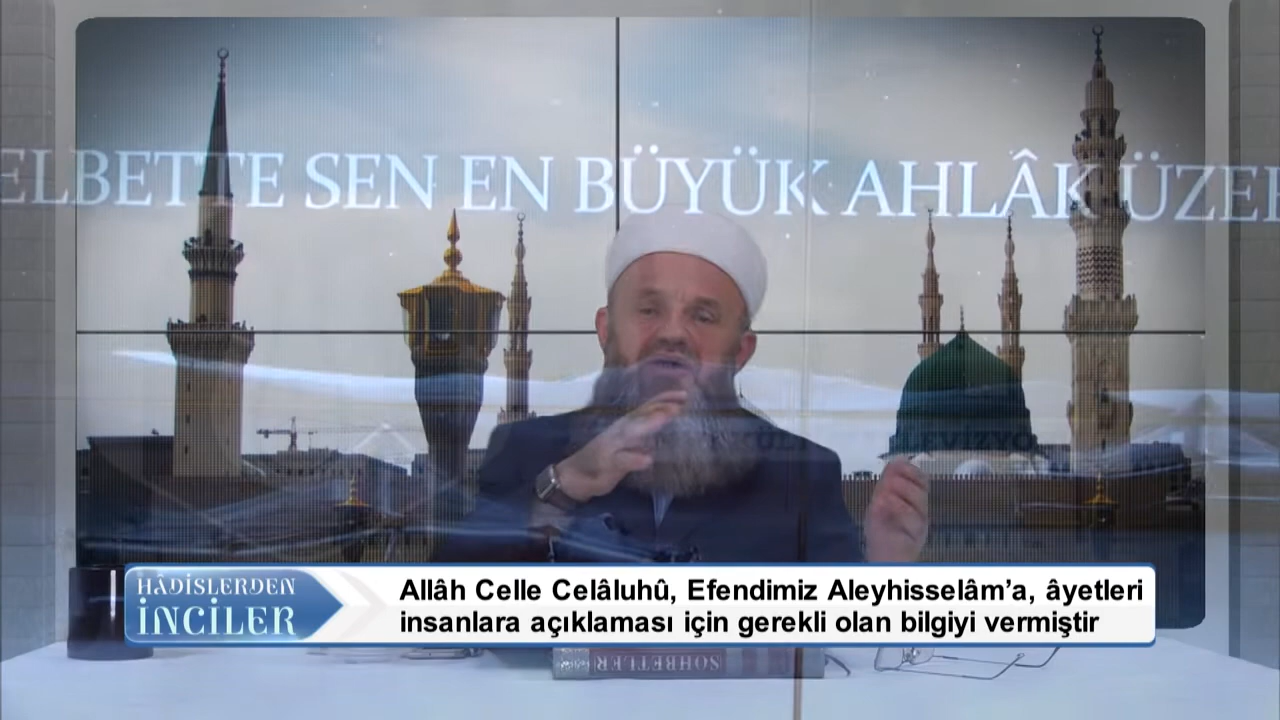 ELBETTE SEN EN BÜYÜK AHLÂK ÜZER
HÂDİSLERDEN
İNCİLER
Allâh Celle Celâluhû, Efendimiz Aleyhisselâm’a, âyetleri
insanlara açıklaması için gerekli olan bilgiyi vermiştir
SOHBETLER